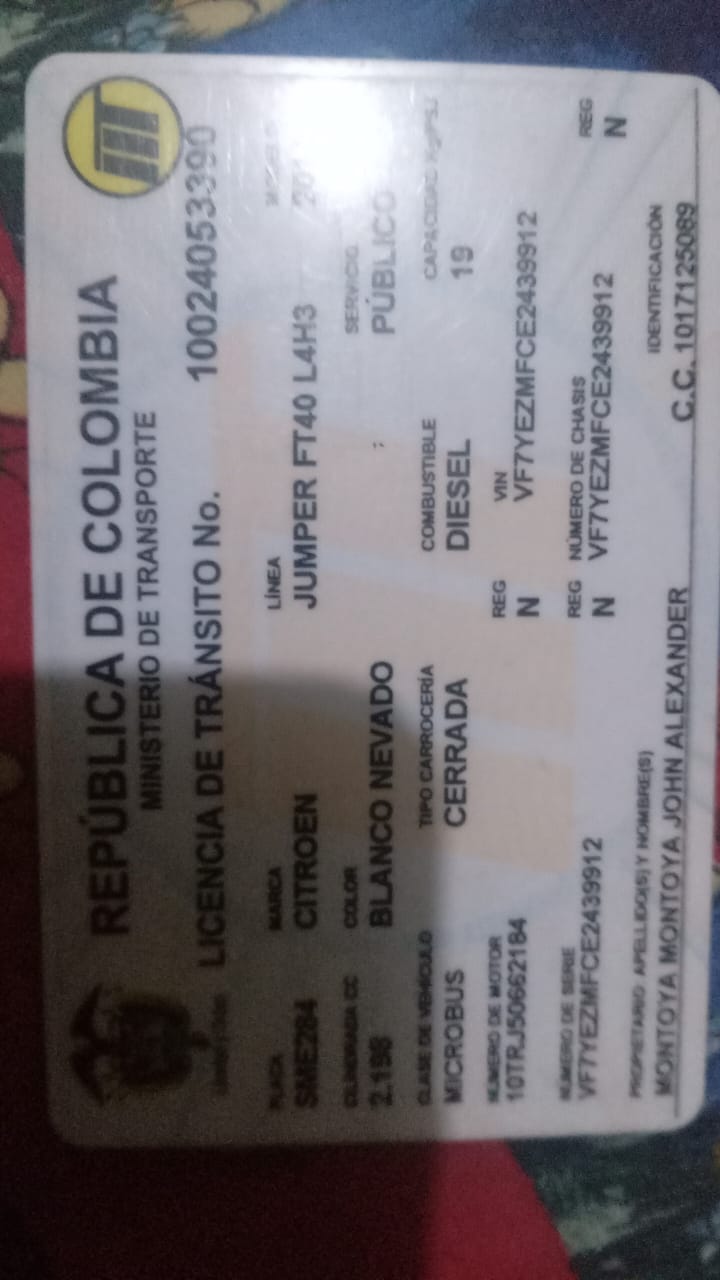 REPÚBLICA DE COLOMBIA
MINISTERIO DE TRANSPORTE
LICENCIA DE TRÁNSITO No. 10024053390
PLACA MARCA LÍNEA
SME284 CITROEN JUMPER FT40 L4H3
CILINDRADA CC COLOR SERVICIO
2.198 BLANCO NEVADO PÚBLICO
CLASE DE VEHÍCULO TIPO CARROCERÍA COMBUSTIBLE CAPACIDAD Kg/PSJ
MICROBUS CERRADA DIESEL 19
NÚMERO DE MOTOR REG VIN
10TRJ50662184 N VF7YEZMFCE2439912
NÚMERO DE SERIE REG NÚMERO DE CHASIS REG
VF7YEZMFCE2439912 N VF7YEZMFCE2439912 N
PROPIETARIO APELLIDO(S) Y NOMBRE(S) IDENTIFICACIÓN
MONTOYA MONTOYA JOHN ALEXANDER C.C. 1017125089